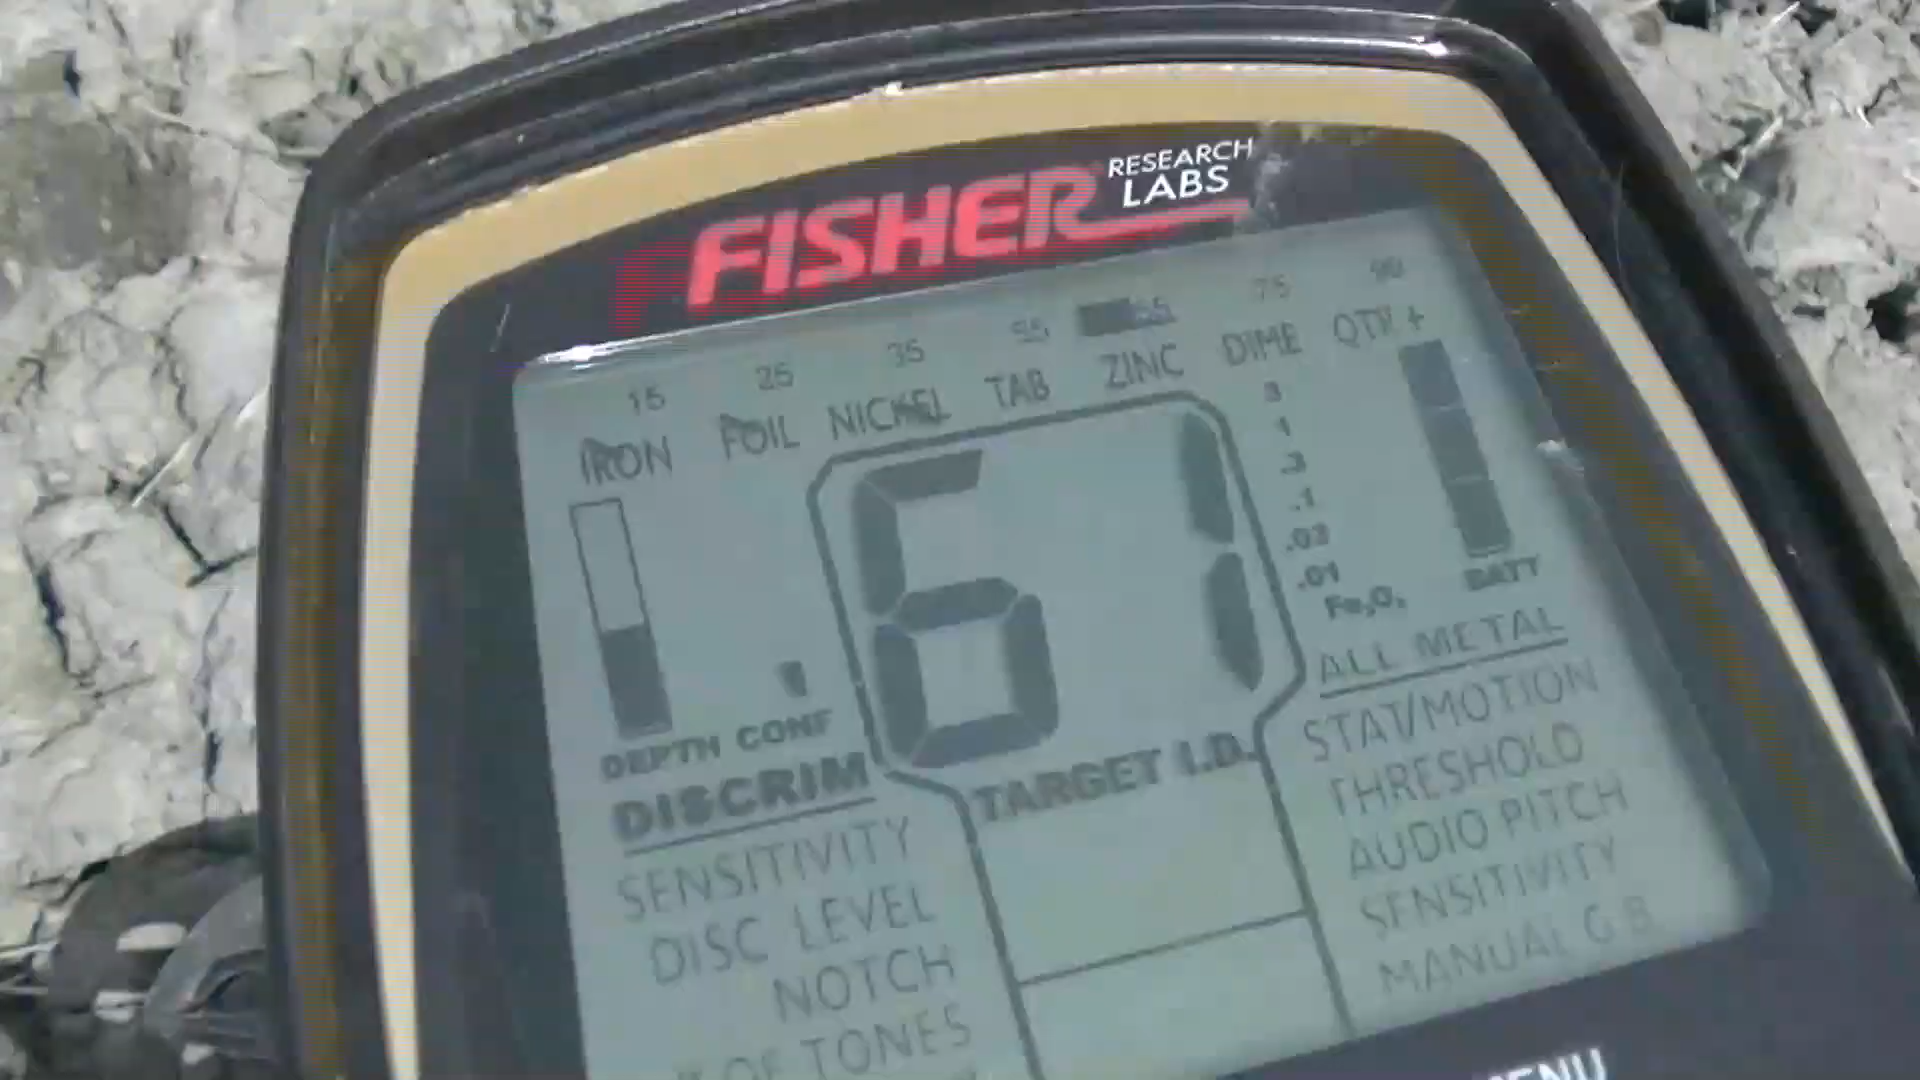 FISHER RESEARCH LABS
15 25 35 55 65 75 90
IRON FOIL NICKEL TAB ZINC DIME QTR +
61
3
1
.3
.1
.03
.01
Fe₃O₄
BATT
DEPTH CONF
TARGET I.D.
DISCRIM
SENSITIVITY
DISC LEVEL
NOTCH
# OF TONES
ALL METAL
STAT/MOTION
THRESHOLD
AUDIO PITCH
SENSITIVITY
MANUAL G B
MENU